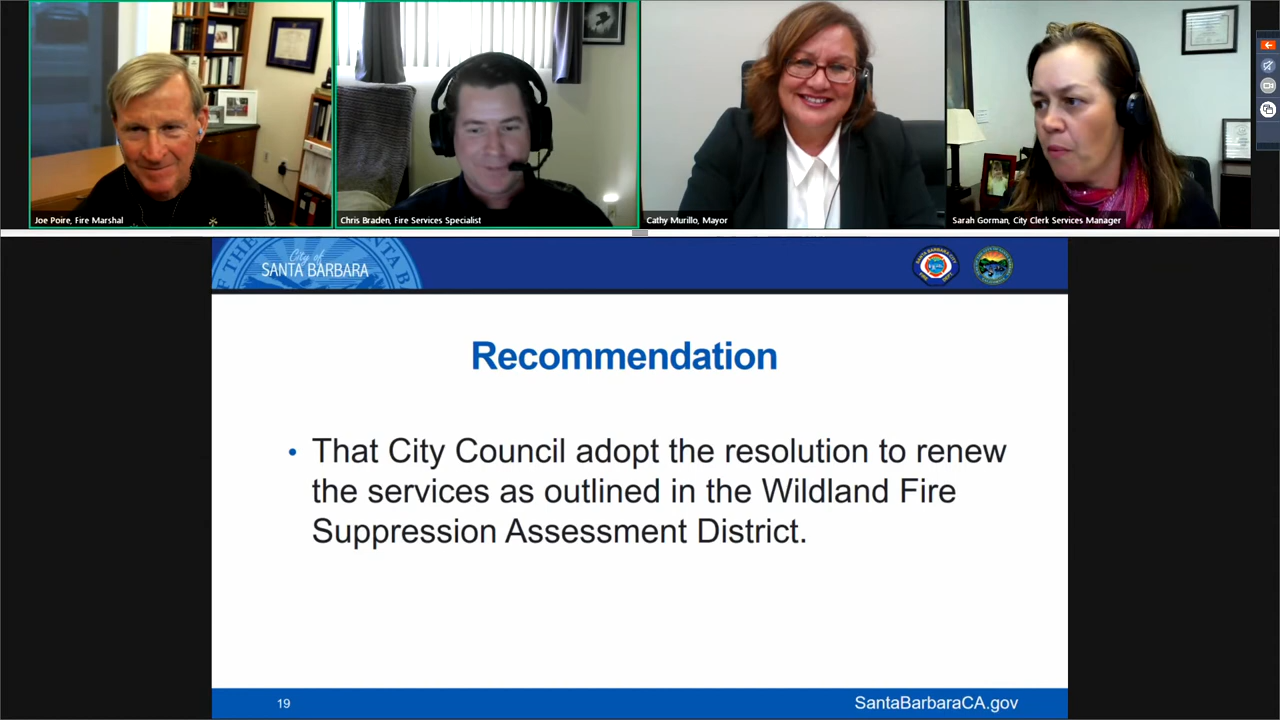 Joe Poire, Fire Marshal
Chris Braden, Fire Services Specialist
Cathy Murillo, Mayor
Sarah Gorman, City Clerk Services Manager
City of
SANTA BARBARA
Recommendation
• That City Council adopt the resolution to renew
the services as outlined in the Wildland Fire
Suppression Assessment District.
19
SantaBarbaraCA.gov